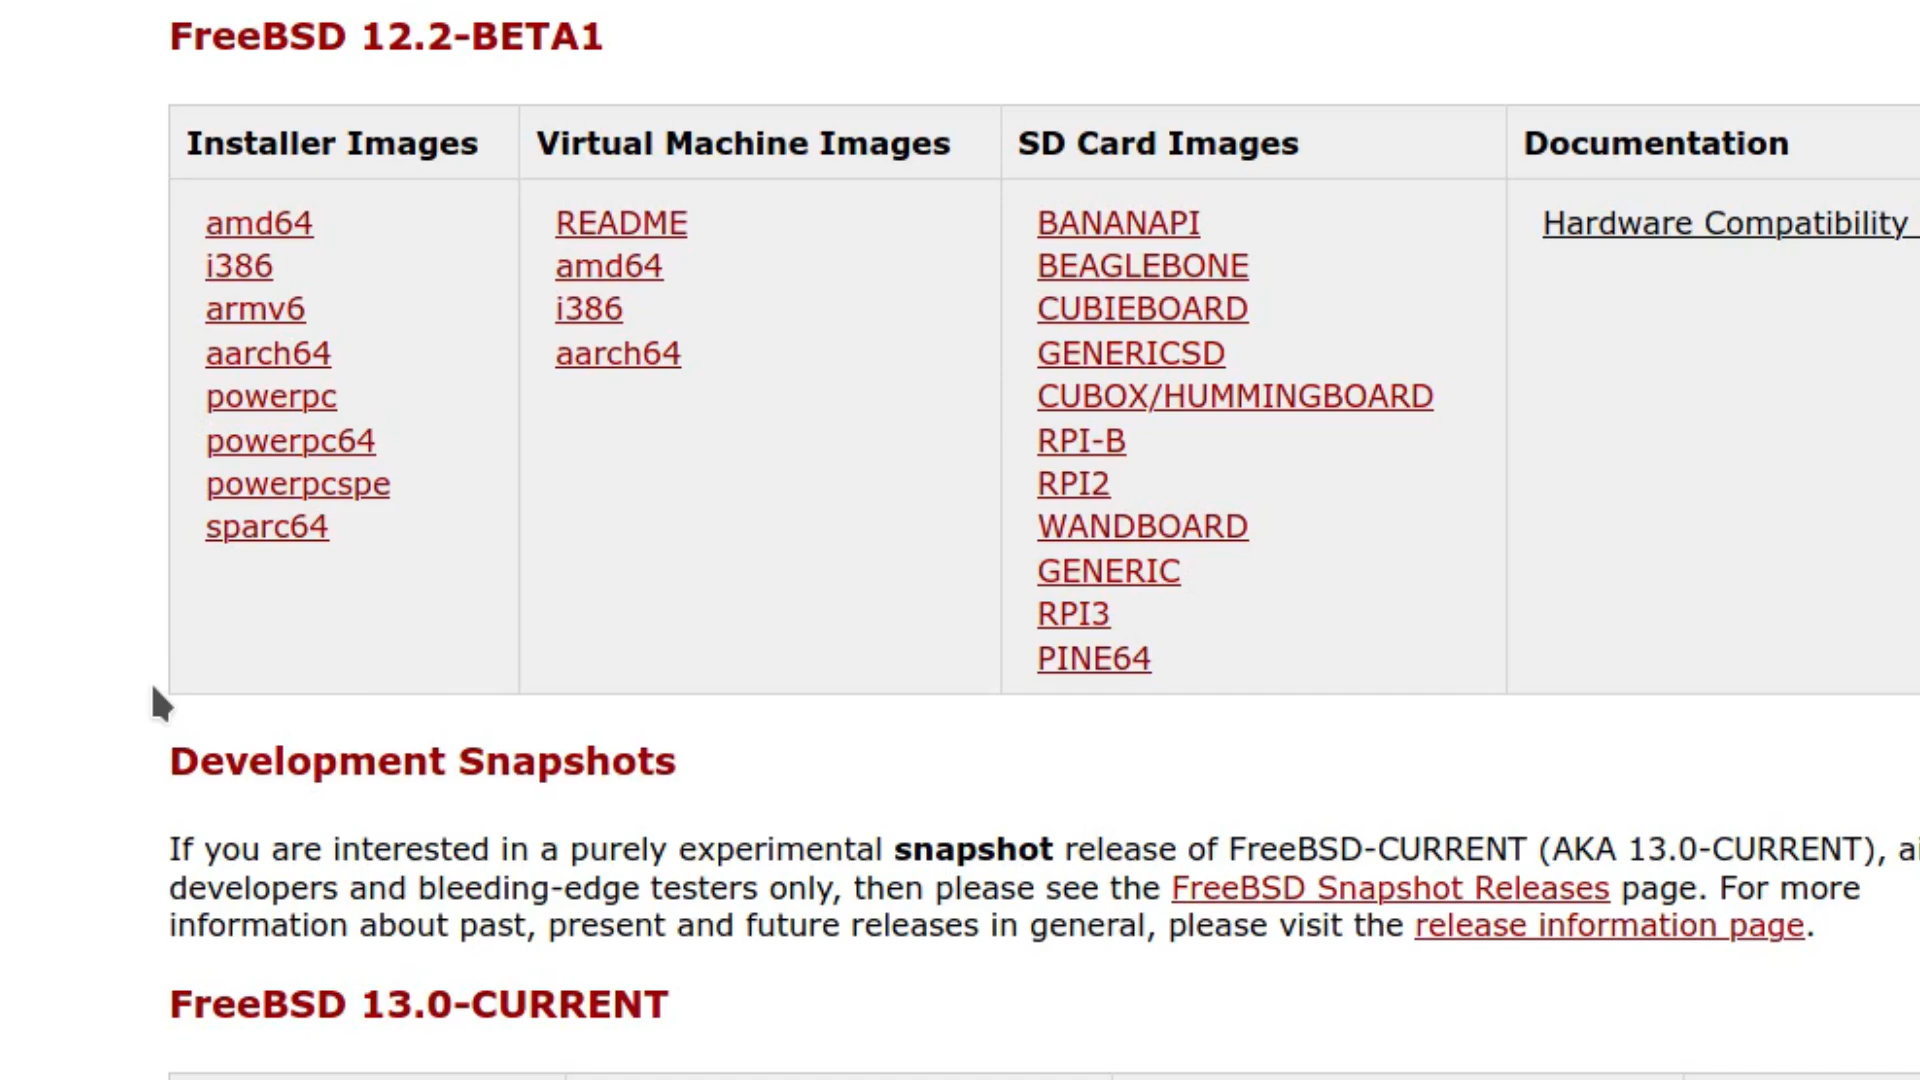 FreeBSD 12.2-BETA1
Installer Images
Virtual Machine Images
SD Card Images
Documentation
amd64
i386
armv6
aarch64
powerpc
powerpc64
powerpcspe
sparc64
README
amd64
i386
aarch64
BANANAPI
BEAGLEBONE
CUBIEBOARD
GENERICSD
CUBOX/HUMMINGBOARD
RPI-B
RPI2
WANDBOARD
GENERIC
RPI3
PINE64
Hardware Compatibility
Development Snapshots
If you are interested in a purely experimental snapshot release of FreeBSD-CURRENT (AKA 13.0-CURRENT),
developers and bleeding-edge testers only, then please see the FreeBSD Snapshot Releases page. For more
information about past, present and future releases in general, please visit the release information page.
FreeBSD 13.0-CURRENT